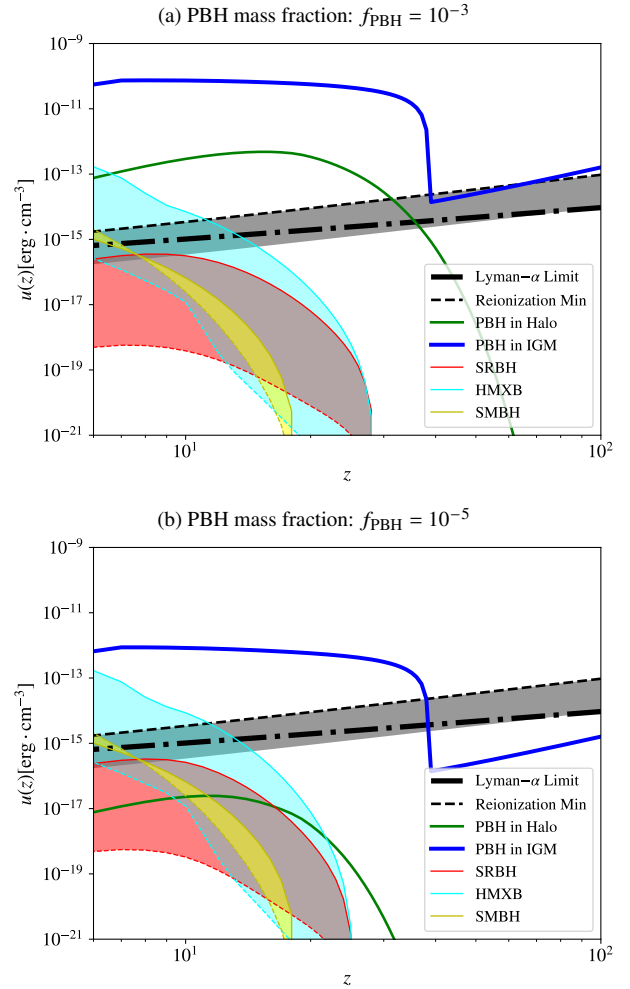 (a) PBH mass fraction: f_PBH = 10^−3
10^−9
10^−11
10^−13
10^−15
10^−17
10^−19
10^−21
u(z)[erg · cm^−3]
Lyman−α Limit
Reionization Min
PBH in Halo
PBH in IGM
SRBH
HMXB
SMBH
10^1
10^2
z
(b) PBH mass fraction: f_PBH = 10^−5
10^−9
10^−11
10^−13
10^−15
10^−17
10^−19
10^−21
u(z)[erg · cm^−3]
Lyman−α Limit
Reionization Min
PBH in Halo
PBH in IGM
SRBH
HMXB
SMBH
10^1
10^2
z